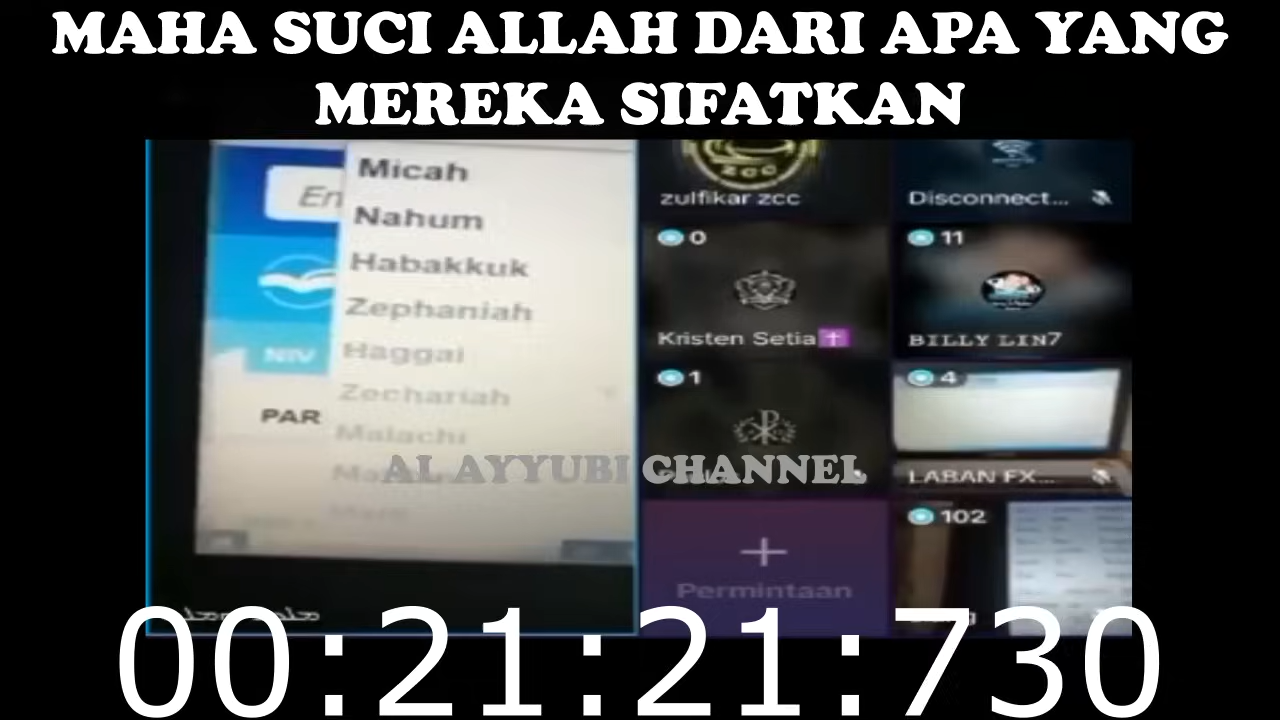 MAHA SUCI ALLAH DARI APA YANG
MEREKA SIFATKAN
Micah
Nahum
Habakkuk
Zephaniah
Haggai
Zechariah
Malachi
En
NIV
PAR
zcc
zulfikar zcc
Disconnect...
0
Kristen Setia
11
BILLY LIN7
1
4
LABAN FX...
AL AYYUBI CHANNEL
Permintaan
102
00:21:21:730